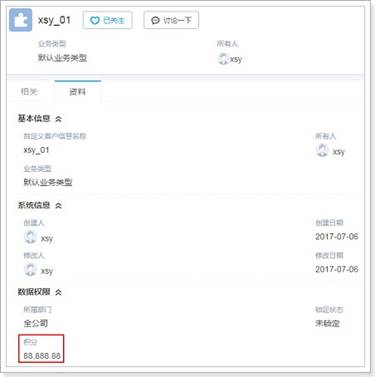 xsy_01 已关注 讨论一下
业务类型 所有人
默认业务类型 xsy
相关 资料
基本信息
自定义客户信息名称 所有人
xsy_01 xsy
业务类型
默认业务类型
系统信息
创建人 创建日期
xsy 2017-07-06
修改人 修改日期
xsy 2017-07-06
数据权限
所属部门 锁定状态
全公司 未锁定
积分
88,888.88